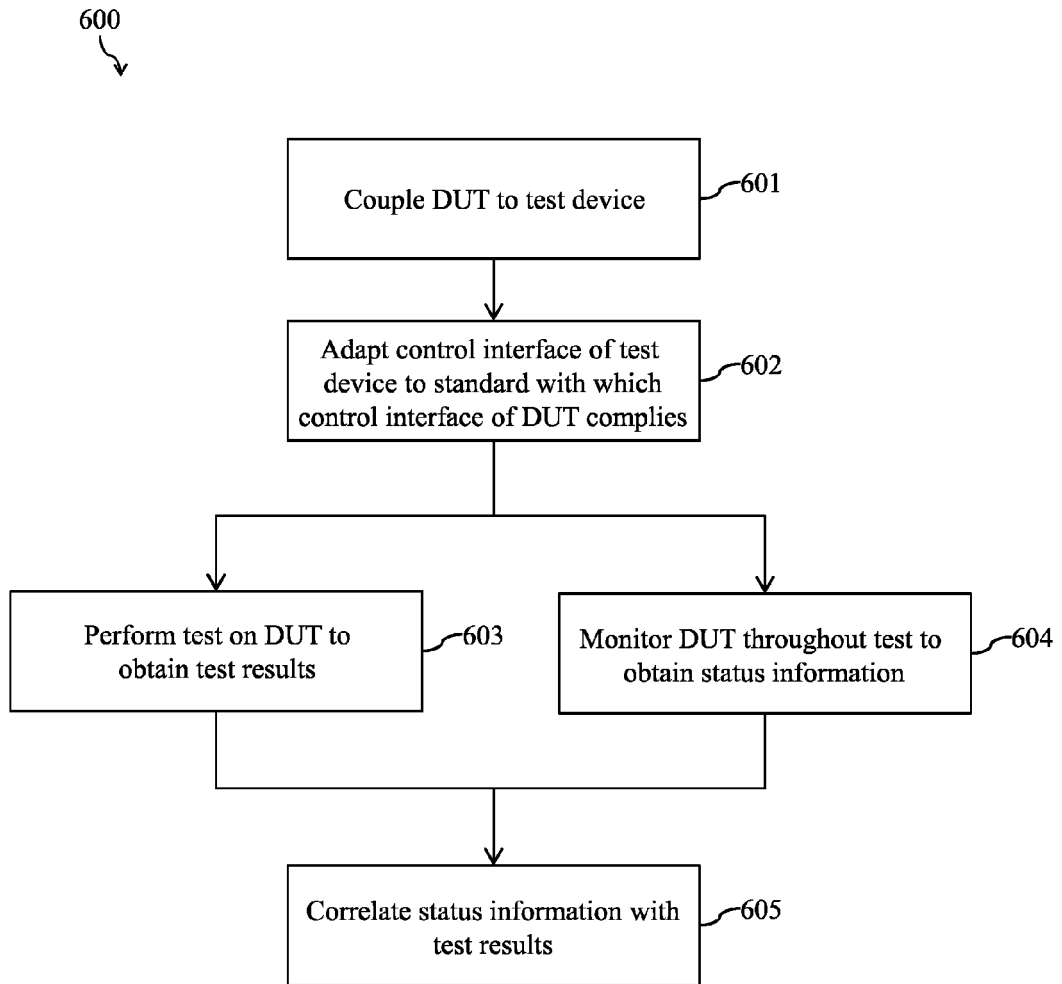 600
Couple DUT to test device
601
Adapt control interface of test
device to standard with which
control interface of DUT complies
602
Perform test on DUT to
obtain test results
603
Monitor DUT throughout test to
obtain status information
604
Correlate status information with
test results
605